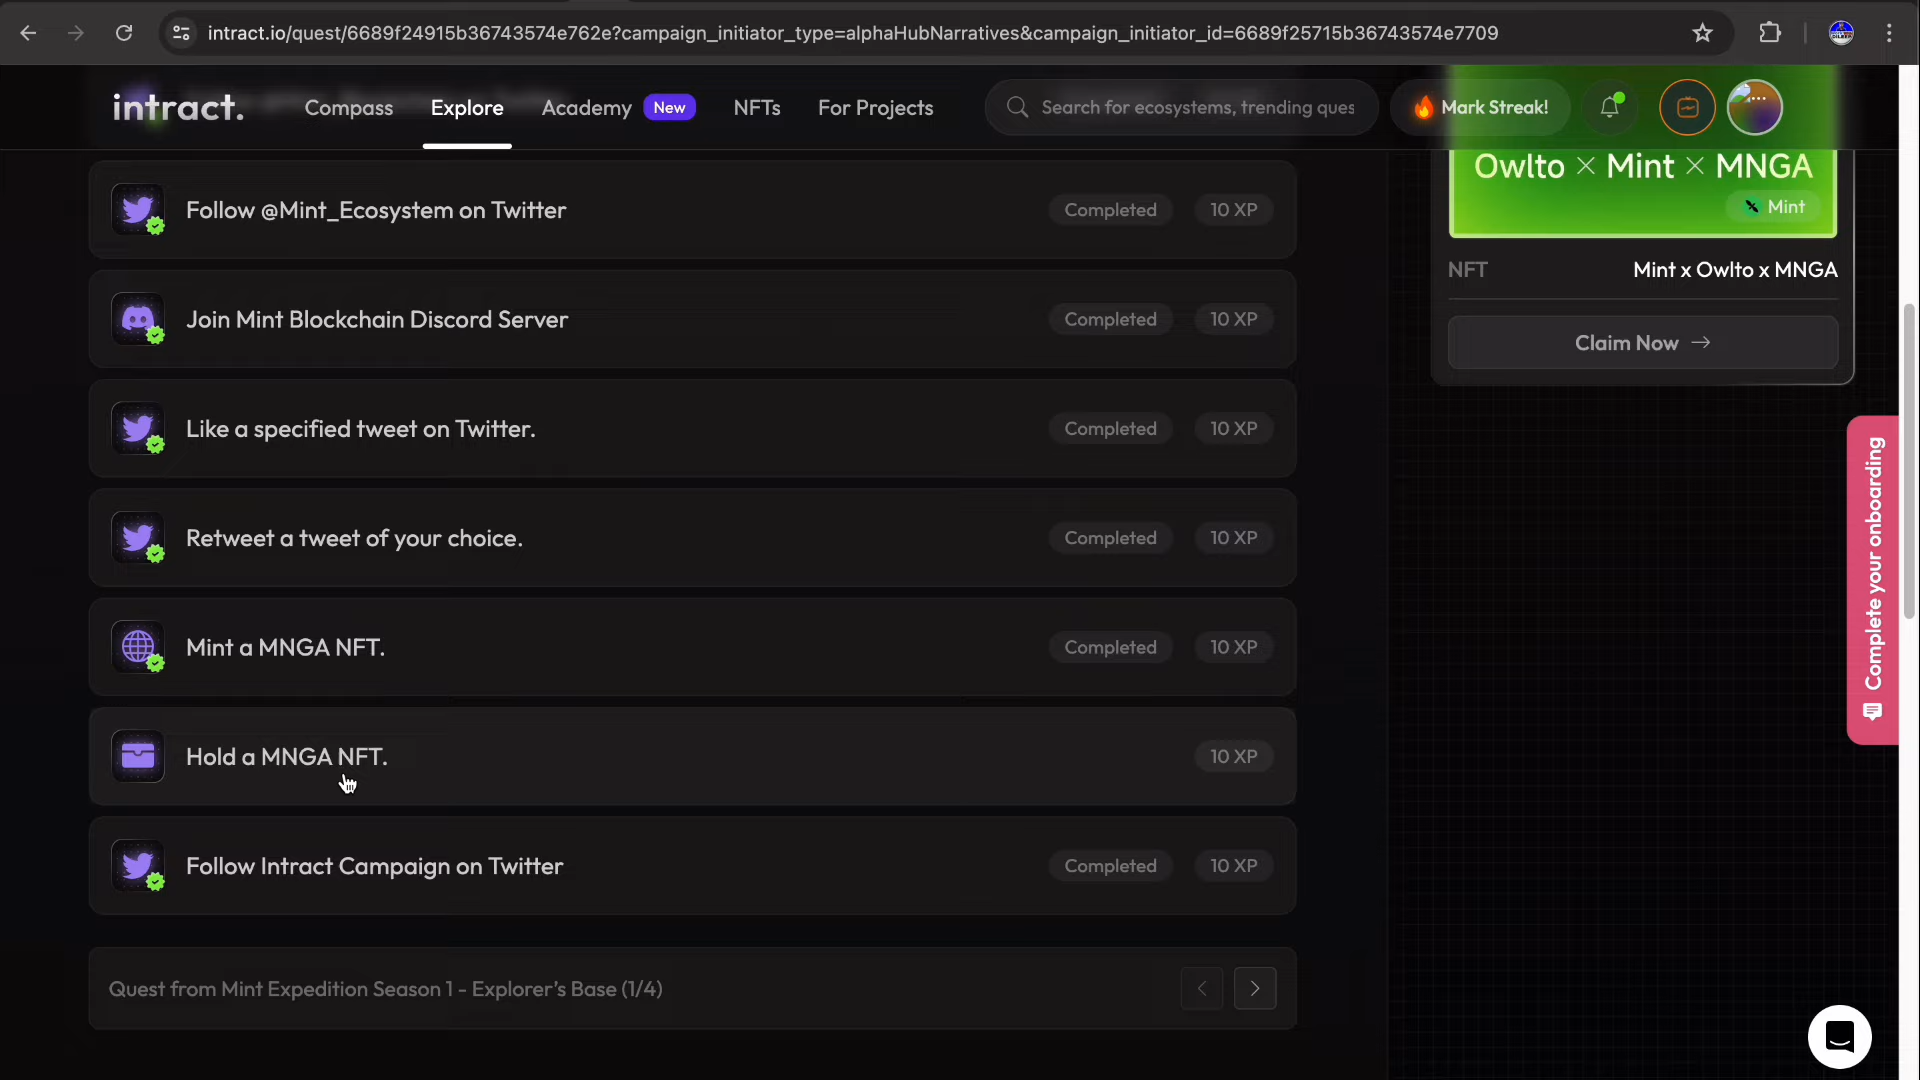 intract.io/quest/6689f24915b36743574e762e?campaign_initiator_type=alphaHubNarratives&campaign_initiator_id=6689f25715b36743574e7709
intract.
Compass
Explore
Academy
New
NFTs
For Projects
Search for ecosystems, trending ques
Mark Streak!
Owlto × Mint × MNGA
Mint
NFT
Mint x Owlto x MNGA
Claim Now →
Follow @Mint_Ecosystem on Twitter
Completed
10 XP
Join Mint Blockchain Discord Server
Completed
10 XP
Like a specified tweet on Twitter.
Completed
10 XP
Retweet a tweet of your choice.
Completed
10 XP
Mint a MNGA NFT.
Completed
10 XP
Hold a MNGA NFT.
10 XP
Follow Intract Campaign on Twitter
Completed
10 XP
Quest from Mint Expedition Season 1 - Explorer's Base (1/4)
Complete your onboarding